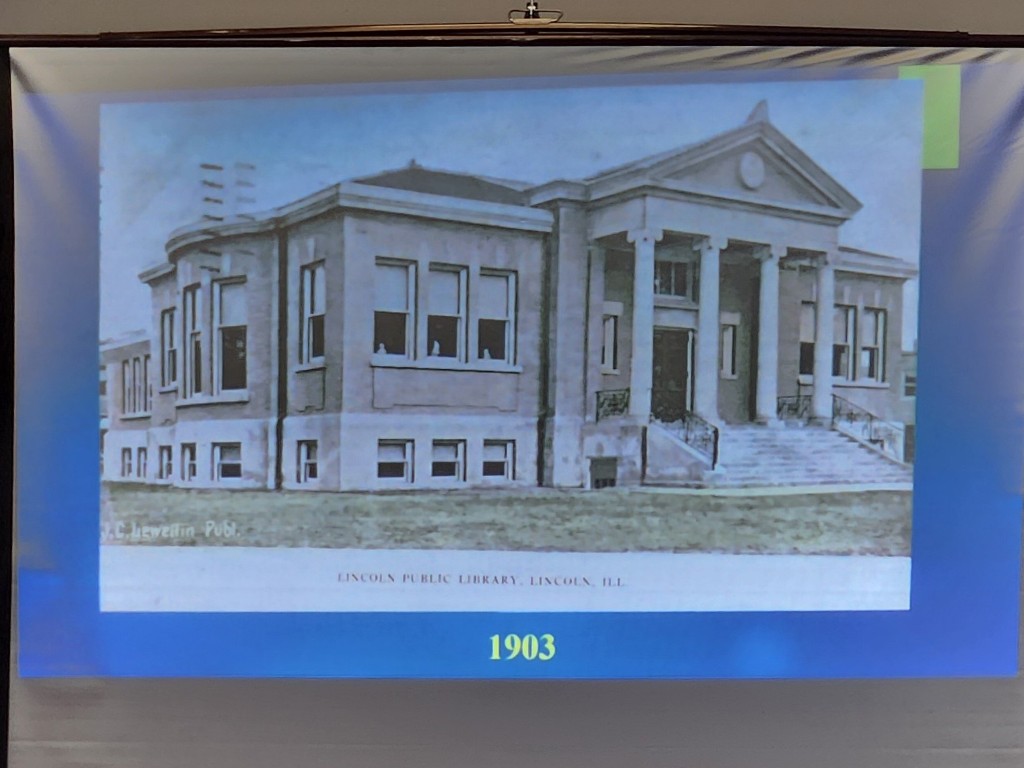 J.C. Llewellin Publ.
LINCOLN PUBLIC LIBRARY, LINCOLN, ILL.
1903